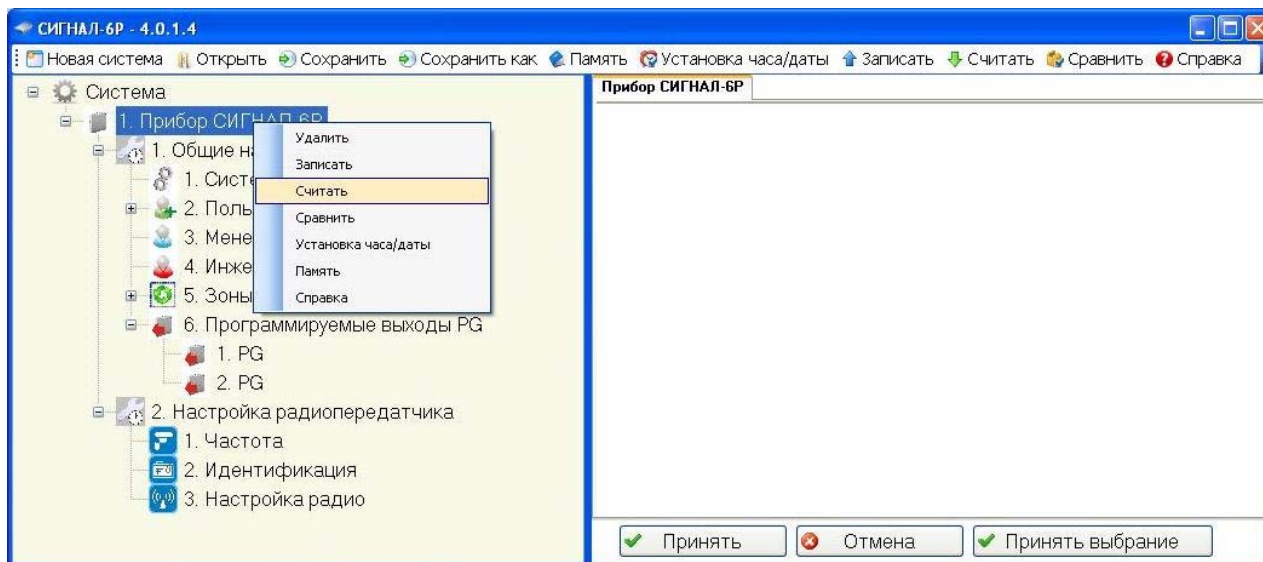 СИГНАЛ-6Р - 4.0.1.4
Новая система Открыть Сохранить Сохранить как Память Установка часа/даты Записать Считать Сравнить Справка
Система
1. Прибор СИГНАЛ-6Р
1. Общие на
1. Систе
2. Поль
3. Мене
4. Инже
5. Зоны
6. Программируемые выходы PG
1. PG
2. PG
2. Настройка радиопередатчика
1. Частота
2. Идентификация
3. Настройка радио
Удалить
Записать
Считать
Сравнить
Установка часа/даты
Память
Справка
Прибор СИГНАЛ-6Р
Принять Отмена Принять выбрание